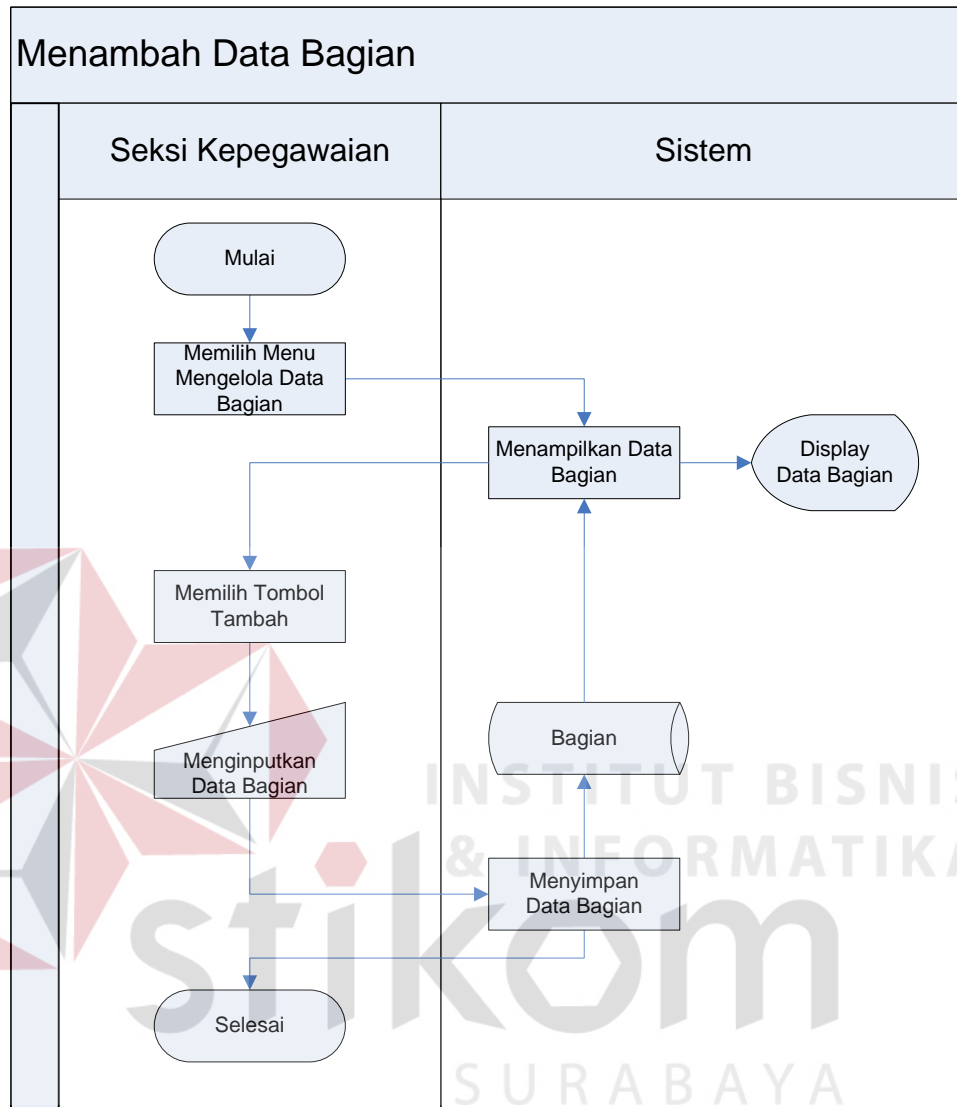 Menambah Data Bagian
Seksi Kepegawaian
Sistem
Mulai
Memilih Menu
Mengelola Data
Bagian
Menampilkan Data
Bagian
Display
Data Bagian
Memilih Tombol
Tambah
Menginputkan
Data Bagian
Bagian
Menyimpan
Data Bagian
Selesai
INSTITUT BISNIS
& INFORMATIKA
stikom
SURABAYA